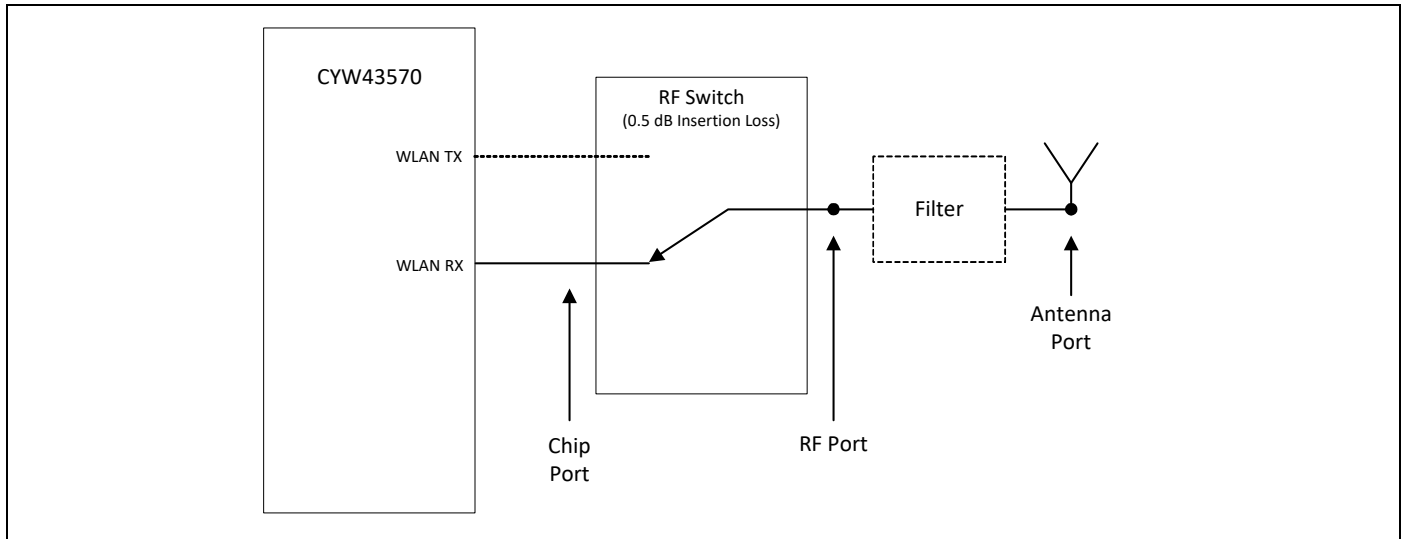 CYW43570
RF Switch
(0.5 dB Insertion Loss)
WLAN TX
Filter
WLAN RX
Antenna
Port
Chip
Port
RF Port